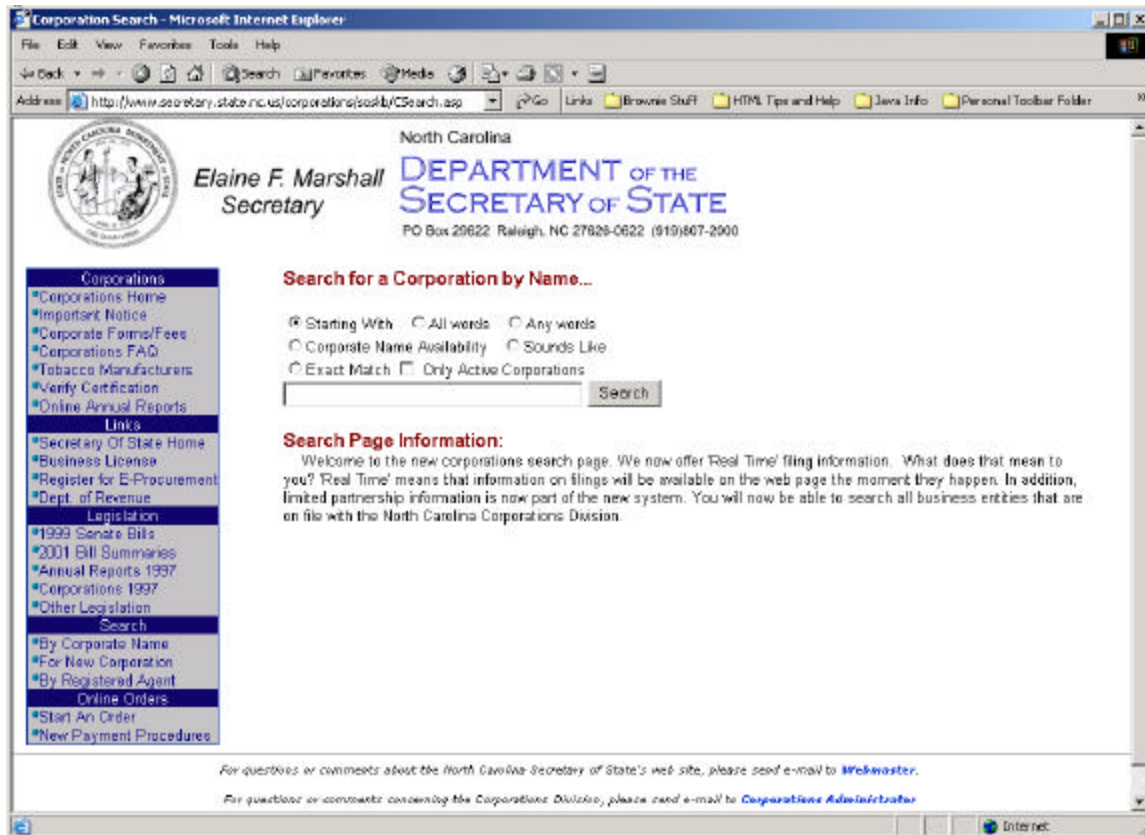 Corporation Search - Microsoft Internet Explorer
File Edit View Favorites Tools Help
Back Search Favorites Media
Address http://www.secretary.state.nc.us/corporations/soskb/CSearch.asp Go Links Brownie Stuff HTML Tips and Help Java Info Personal Toolbar Folder
North Carolina
Elaine F. Marshall
Secretary
DEPARTMENT OF THE
SECRETARY OF STATE
PO Box 29622 Raleigh, NC 27626-0622 (919)807-2000
Corporations
Corporations Home
Important Notice
Corporate Forms/Fees
Corporations FAQ
Tobacco Manufacturers
Verify Certification
Online Annual Reports
Links
Secretary Of State Home
Business License
Register for E-Procurement
Dept. of Revenue
Legislation
1999 Senate Bills
2001 Bill Summaries
Annual Reports 1997
Corporations 1997
Other Legislation
Search
By Corporate Name
For New Corporation
By Registered Agent
Online Orders
Start An Order
New Payment Procedures
Search for a Corporation by Name...
Starting With All words Any words
Corporate Name Availability Sounds Like
Exact Match Only Active Corporations
Search
Search Page Information:
Welcome to the new corporations search page. We now offer 'Real Time' filing information. What does that mean to
you? 'Real Time' means that information on filings will be available on the web page the moment they happen. In addition,
limited partnership information is now part of the new system. You will now be able to search all business entities that are
on file with the North Carolina Corporations Division.
For questions or comments about the North Carolina Secretary of State's web site, please send e-mail to Webmaster.
For questions or comments concerning the Corporations Division, please send e-mail to Corporations Administrator
Internet